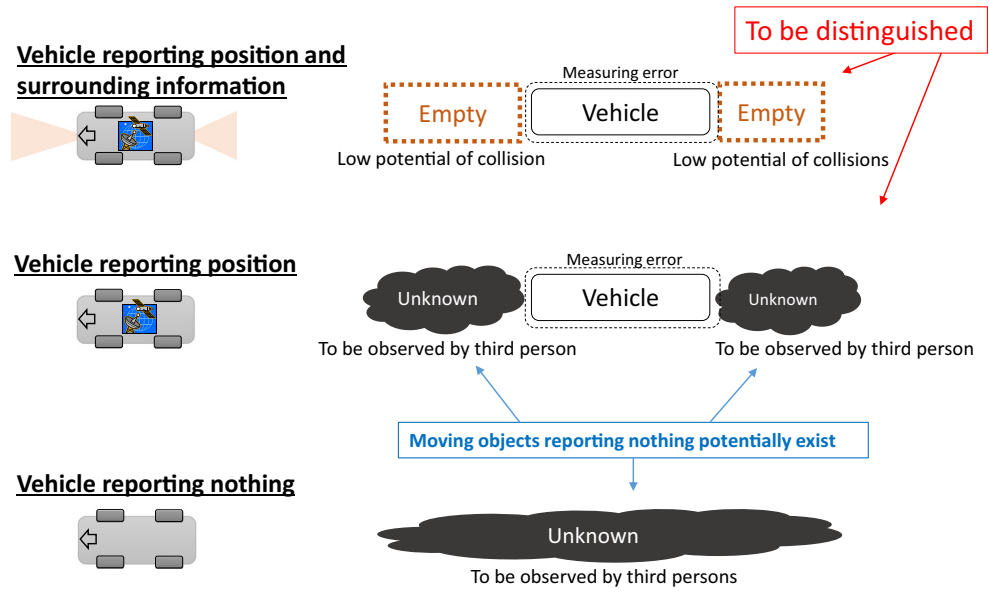 To be distinguished
Vehicle reporting position and
surrounding information
Measuring error
Empty
Vehicle
Empty
Low potential of collision
Low potential of collisions
Vehicle reporting position
Measuring error
Unknown
Vehicle
Unknown
To be observed by third person
To be observed by third person
Moving objects reporting nothing potentially exist
Vehicle reporting nothing
Unknown
To be observed by third persons